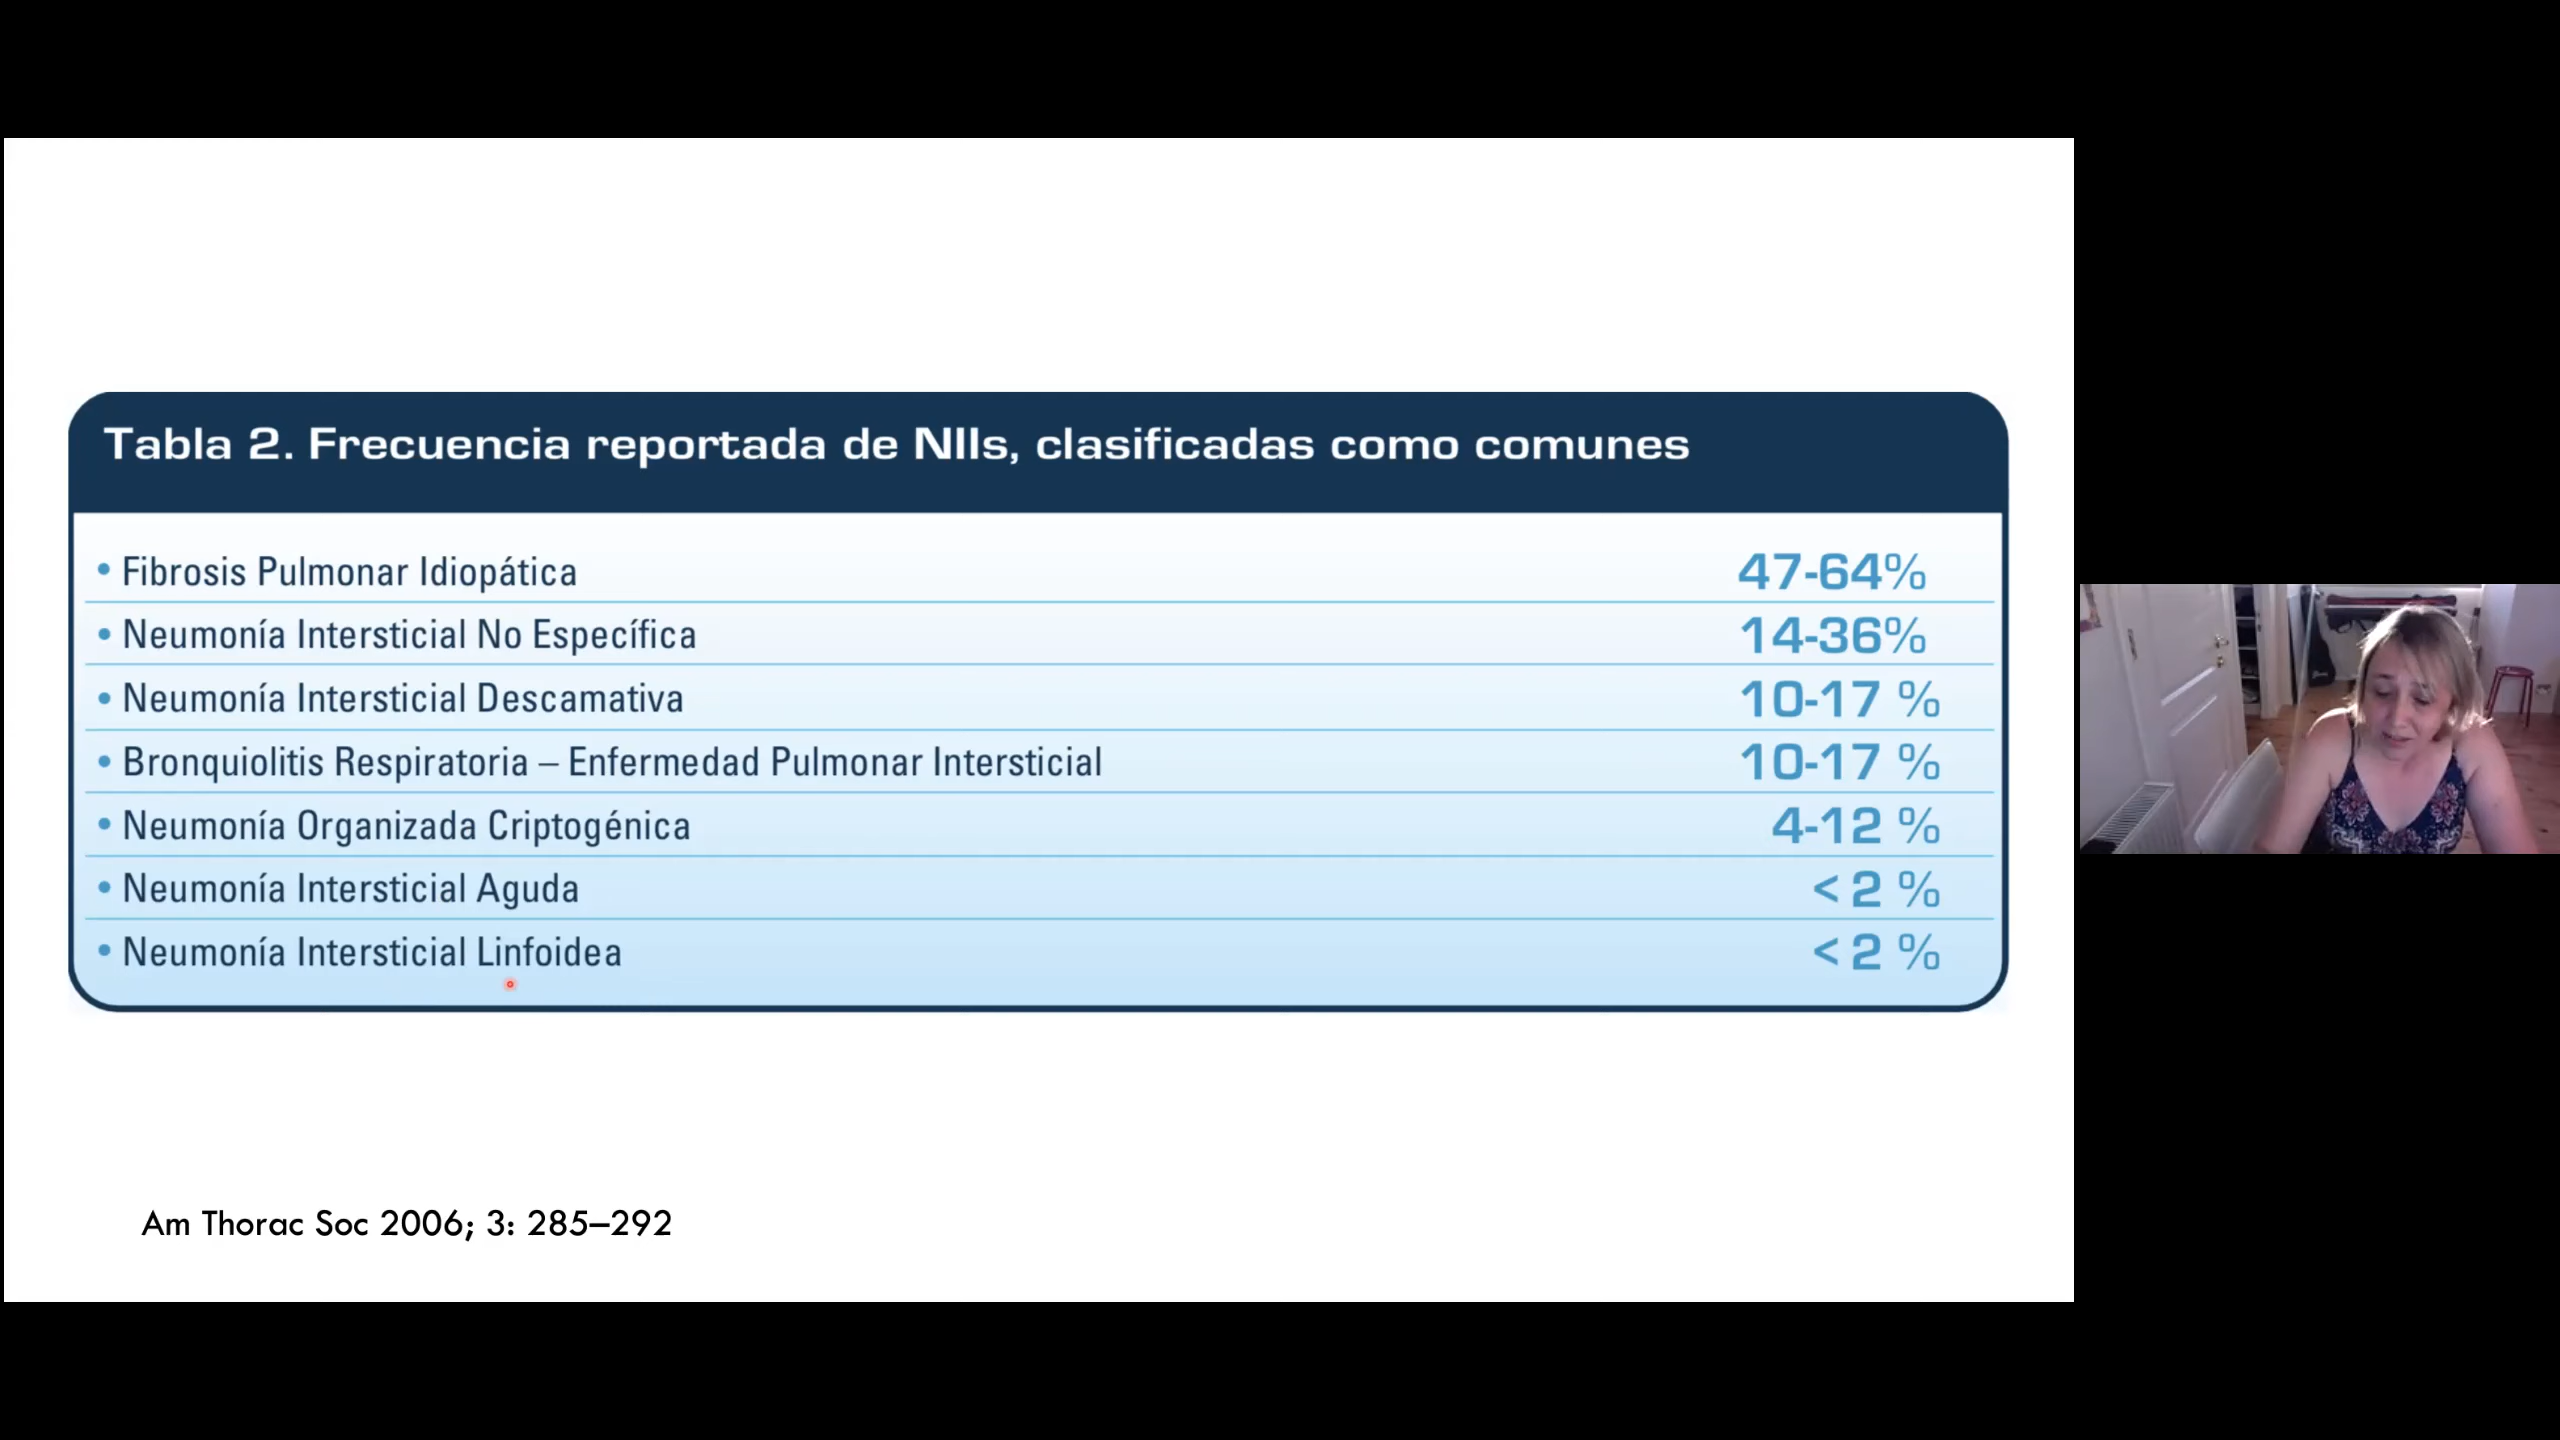 Tabla 2. Frecuencia reportada de NIIs, clasificadas como comunes
• Fibrosis Pulmonar Idiopática 47-64%
• Neumonía Intersticial No Específica 14-36%
• Neumonía Intersticial Descamativa 10-17 %
• Bronquiolitis Respiratoria – Enfermedad Pulmonar Intersticial 10-17 %
• Neumonía Organizada Criptogénica 4-12 %
• Neumonía Intersticial Aguda < 2 %
• Neumonía Intersticial Linfoidea < 2 %
Am Thorac Soc 2006; 3: 285–292